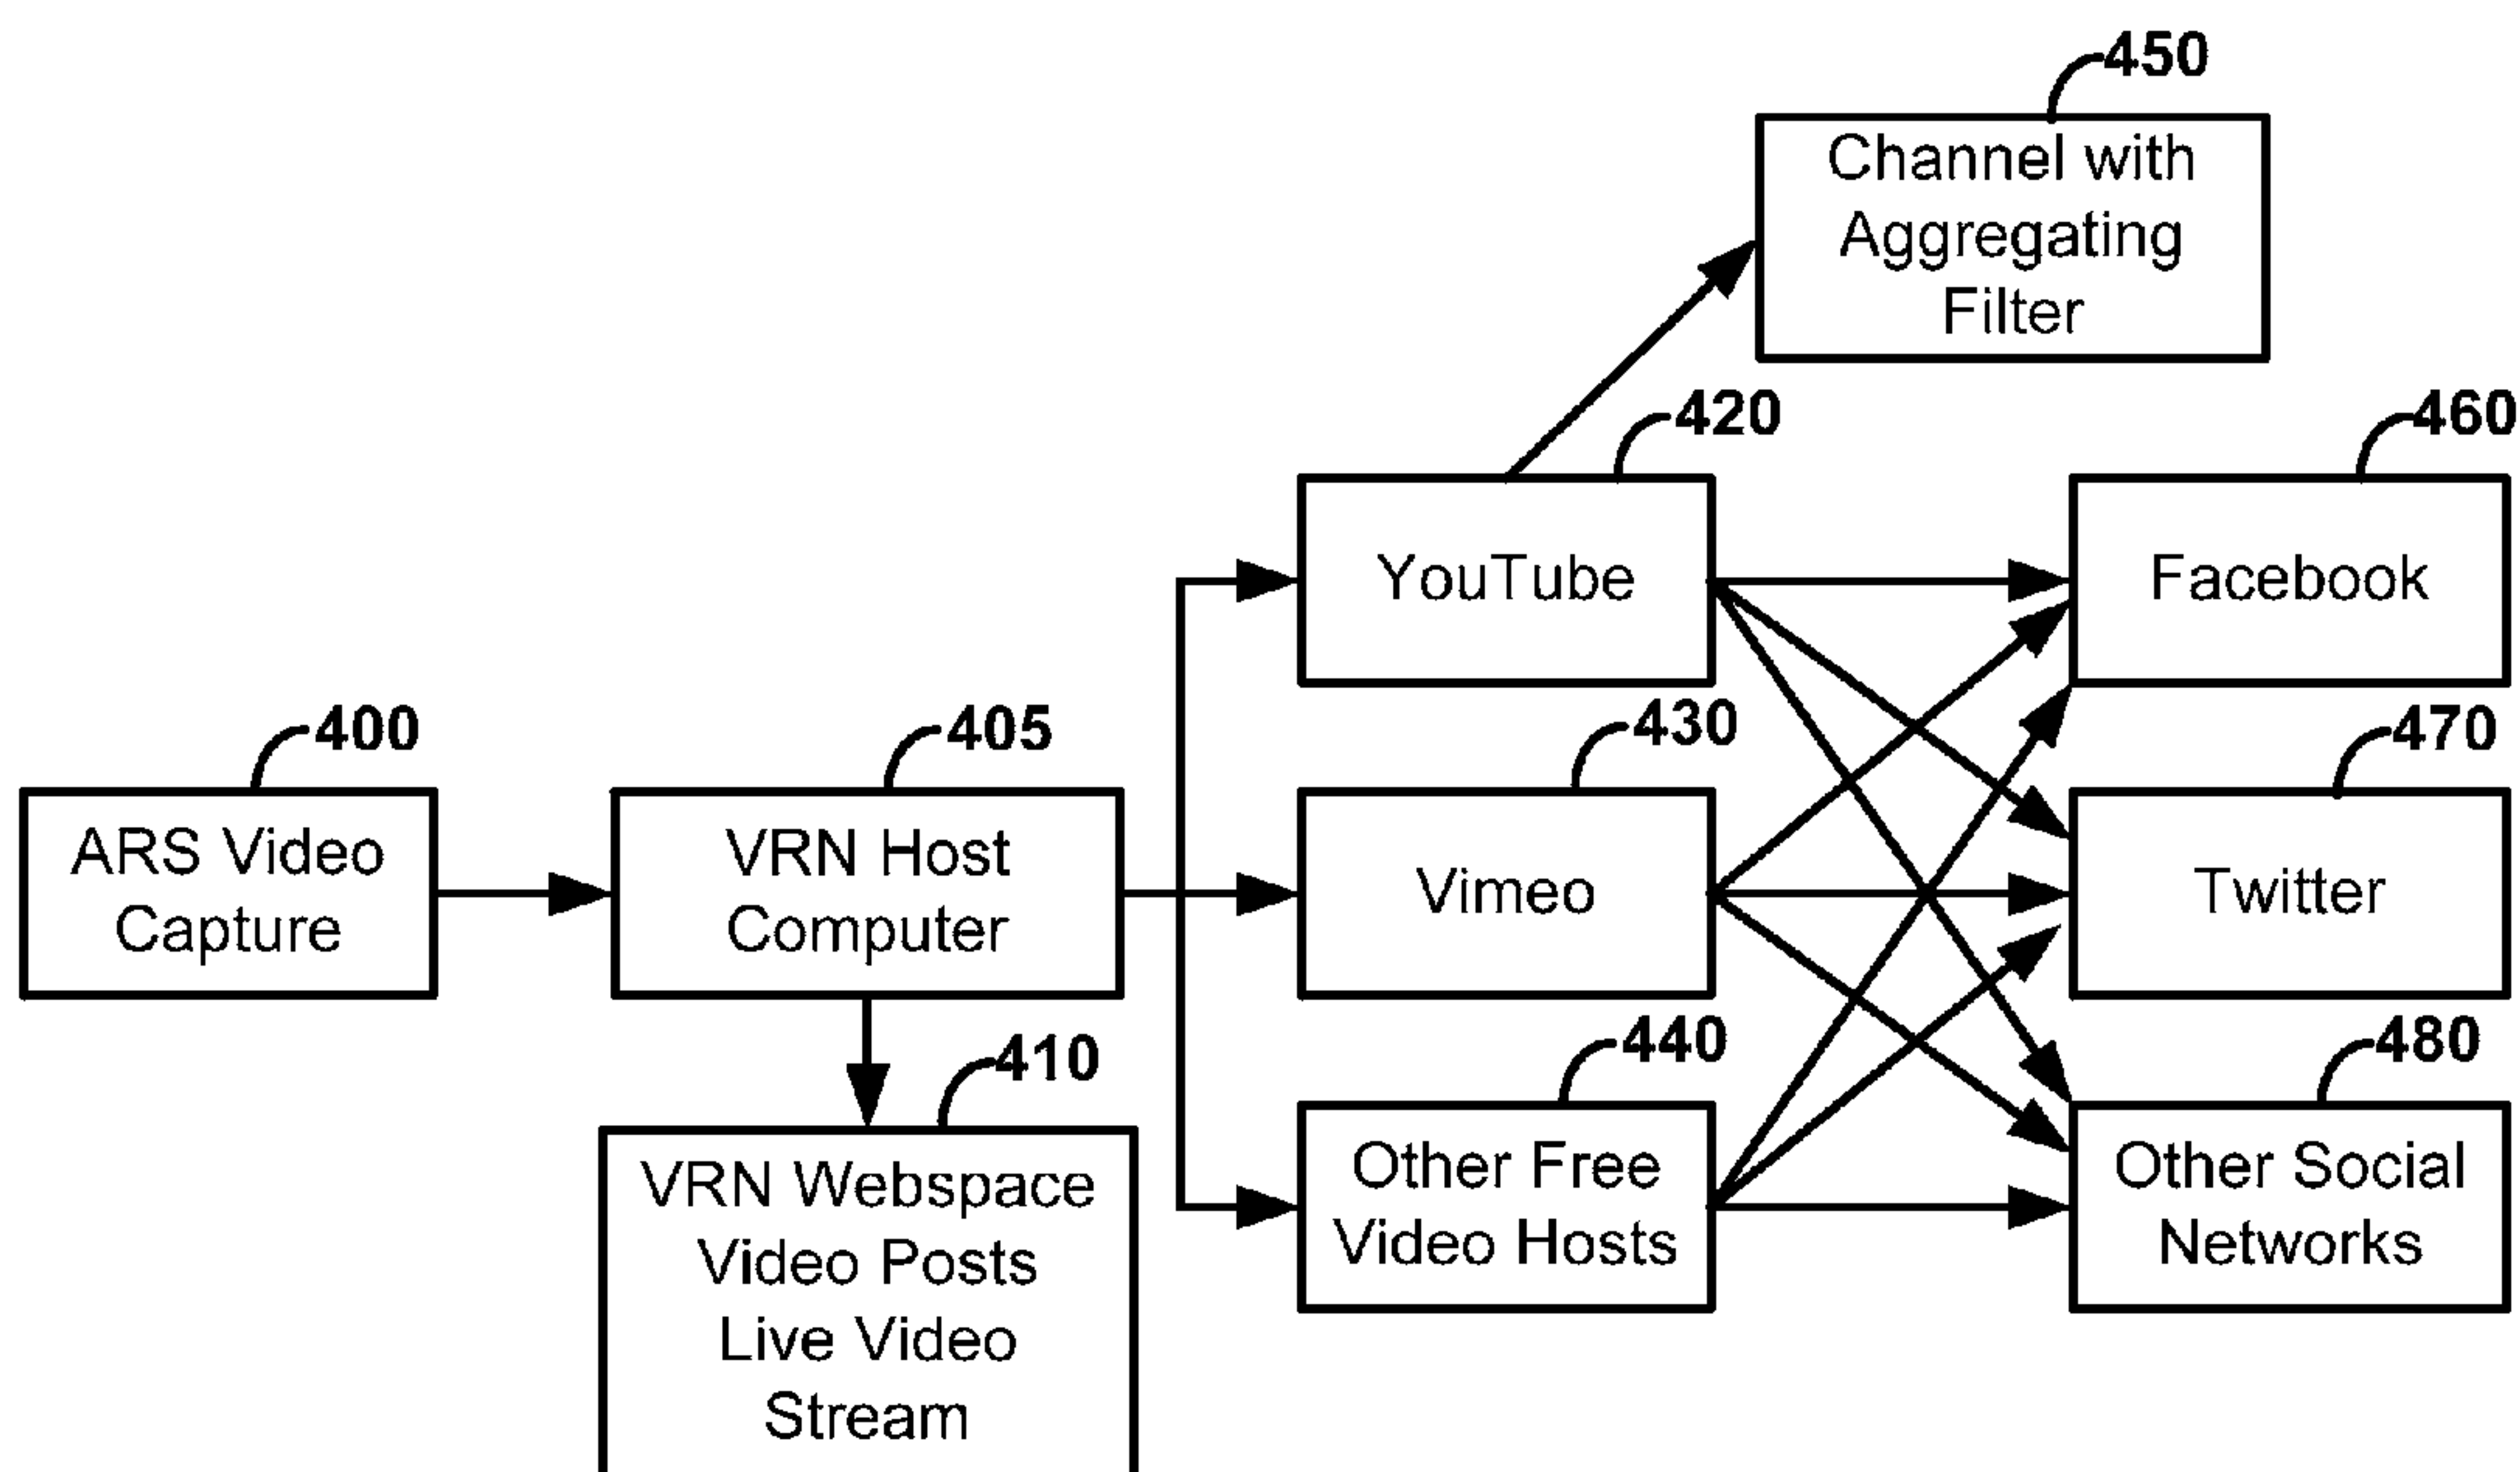 450
Channel with
Aggregating
Filter
420
460
YouTube
Facebook
400
405
430
470
ARS Video
Capture
VRN Host
Computer
Vimeo
Twitter
410
440
480
VRN Webspace
Video Posts
Live Video
Stream
Other Free
Video Hosts
Other Social
Networks